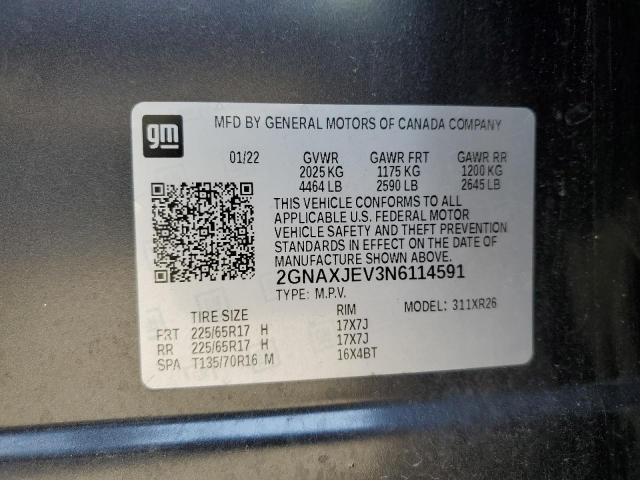 gm
MFD BY GENERAL MOTORS OF CANADA COMPANY
01/22 GVWR GAWR FRT GAWR RR
2025 KG 1175 KG 1200 KG
4464 LB 2590 LB 2645 LB
THIS VEHICLE CONFORMS TO ALL
APPLICABLE U.S. FEDERAL MOTOR
VEHICLE SAFETY AND THEFT PREVENTION
STANDARDS IN EFFECT ON THE DATE OF
MANUFACTURE SHOWN ABOVE.
2GNAXJEV3N6114591
TYPE: M.P.V.
MODEL: 311XR26
TIRE SIZE RIM
FRT 225/65R17 H 17X7J
RR 225/65R17 H 17X7J
SPA T135/70R16 M 16X4BT